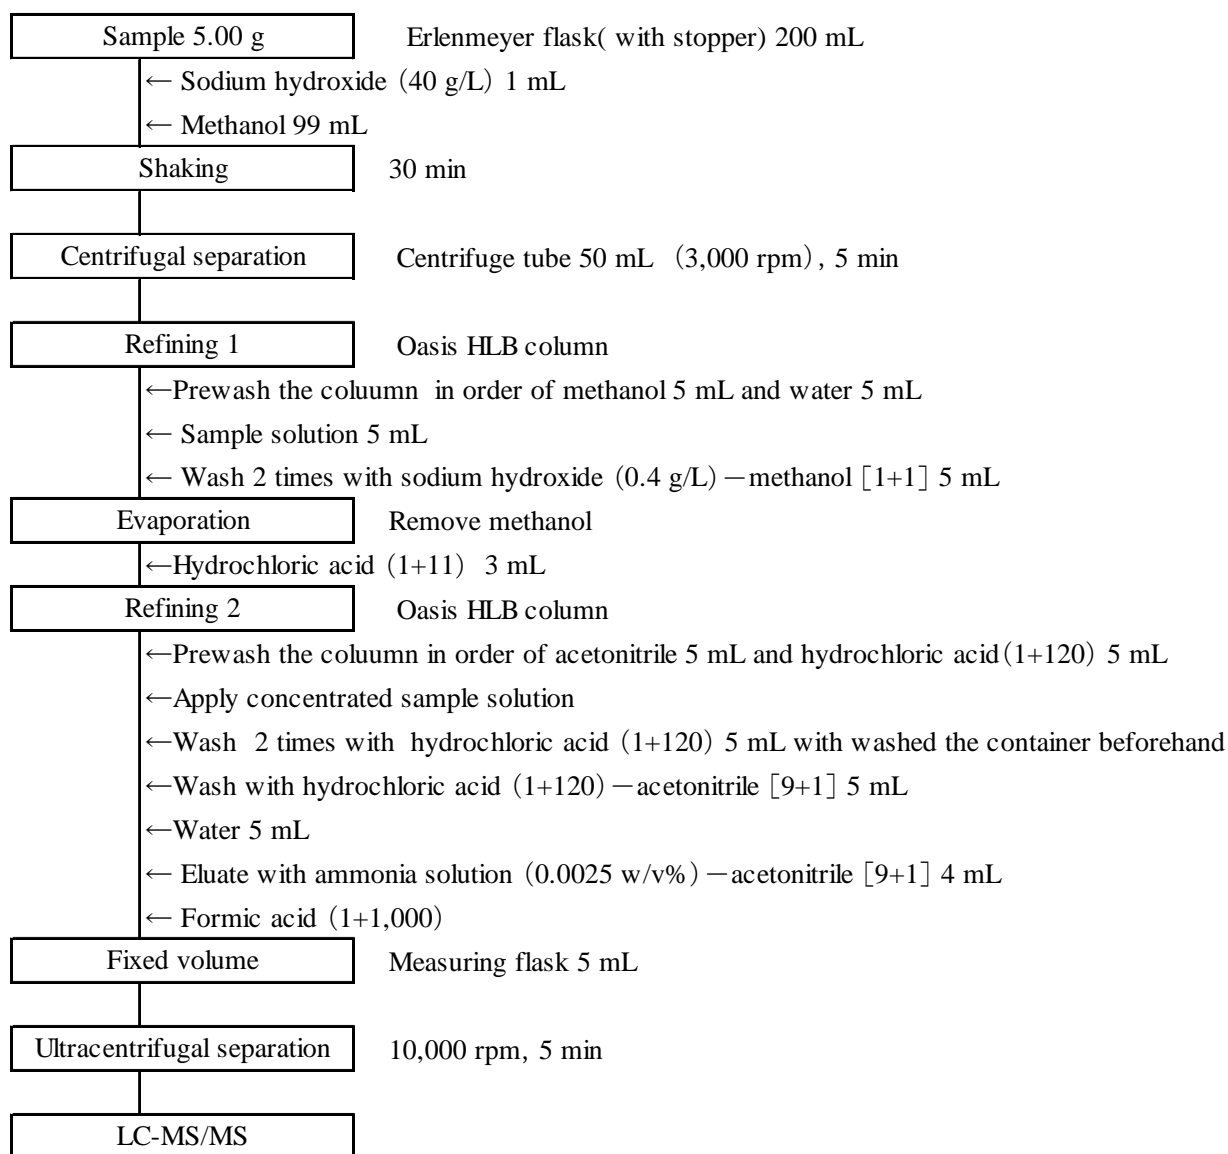 Sample 5.00 g Erlenmeyer flask( with stopper) 200 mL
← Sodium hydroxide (40 g/L) 1 mL
← Methanol 99 mL
Shaking 30 min
Centrifugal separation Centrifuge tube 50 mL (3,000 rpm), 5 min
Refining 1 Oasis HLB column
←Prewash the coluumn in order of methanol 5 mL and water 5 mL
← Sample solution 5 mL
← Wash 2 times with sodium hydroxide (0.4 g/L)－methanol [1+1] 5 mL
Evaporation Remove methanol
←Hydrochloric acid (1+11) 3 mL
Refining 2 Oasis HLB column
←Prewash the coluumn in order of acetonitrile 5 mL and hydrochloric acid(1+120) 5 mL
←Apply concentrated sample solution
←Wash 2 times with hydrochloric acid (1+120) 5 mL with washed the container beforehand
←Wash with hydrochloric acid (1+120)－acetonitrile [9+1] 5 mL
←Water 5 mL
← Eluate with ammonia solution (0.0025 w/v%)－acetonitrile [9+1] 4 mL
← Formic acid (1+1,000)
Fixed volume Measuring flask 5 mL
Ultracentrifugal separation 10,000 rpm, 5 min
LC-MS/MS